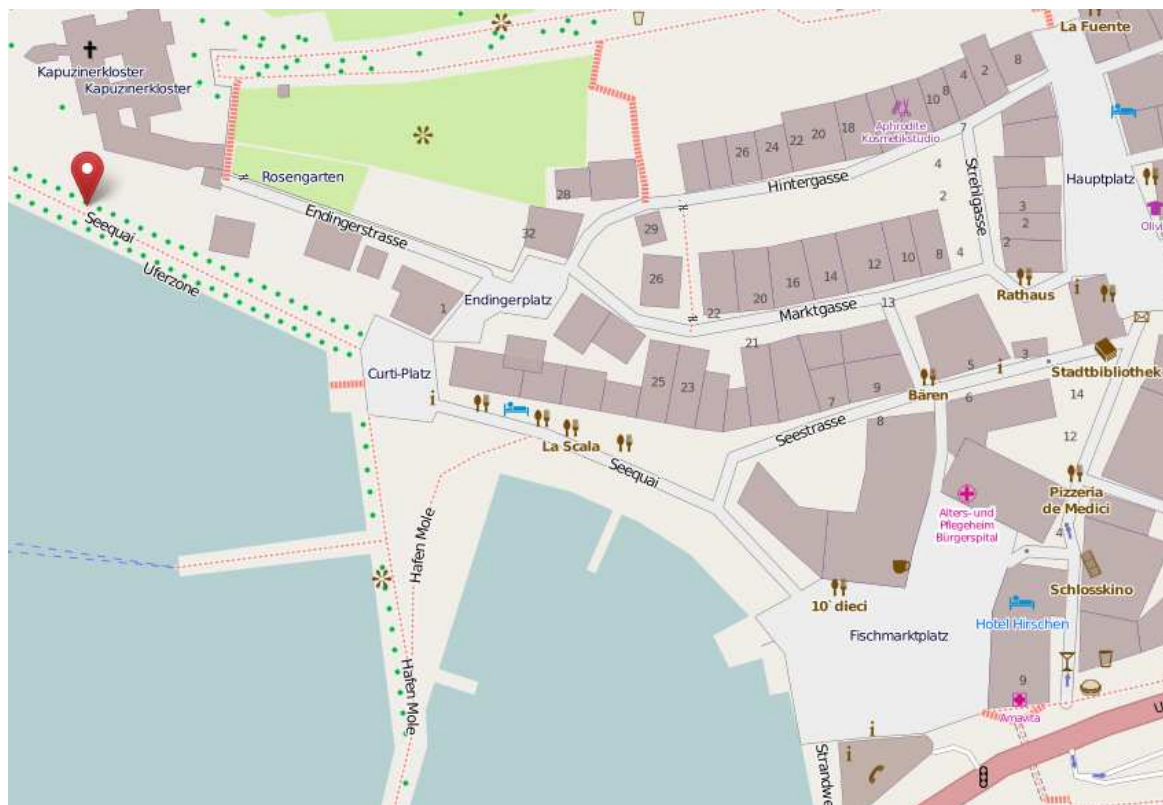 La Fuente
Kapuzinerkloster
Kapuzinerkloster
8
2
4
8
10
Aphrodite
Kosmetikstudio
18
20
22
24
26
7
4
2
Hintergasse
Strehlgasse
Hauptplatz
3
2
2
Rosengarten
28
29
32
26
Endingerstrasse
Seequai
Uferzone
Endingerplatz
1
22
20
16
14
12
10
8
4
Marktgasse
13
21
Rathaus
i
Curti-Platz
i
25
23
7
9
8
5
3
i
6
Bären
Stadtbibliothek
14
12
La Scala
Seequai
Seestrasse
Pizzeria
de Medici
Alters- und
Pflegeheim
Bürgerspital
4
Hafen Mole
Schlosskino
10`dieci
Hotel Hirschen
Fischmarktplatz
Hafen Mole
9
Amavita
i
i